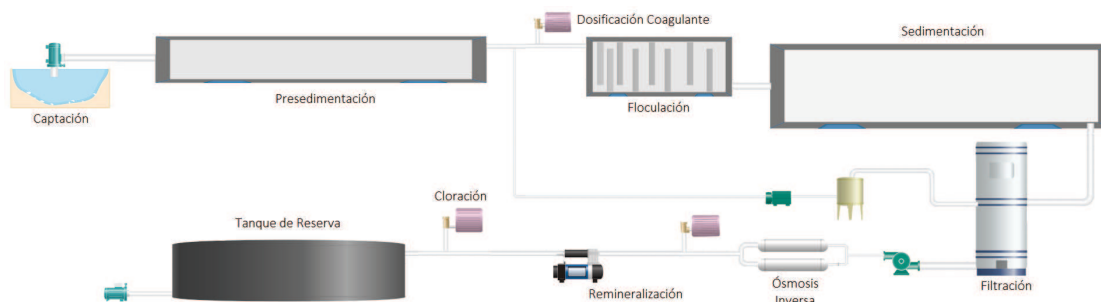 Dosificación Coagulante
Sedimentación
Presedimentación
Floculación
Captación
Cloración
Tanque de Reserva
Remineralización
Ósmosis
Inversa
Filtración